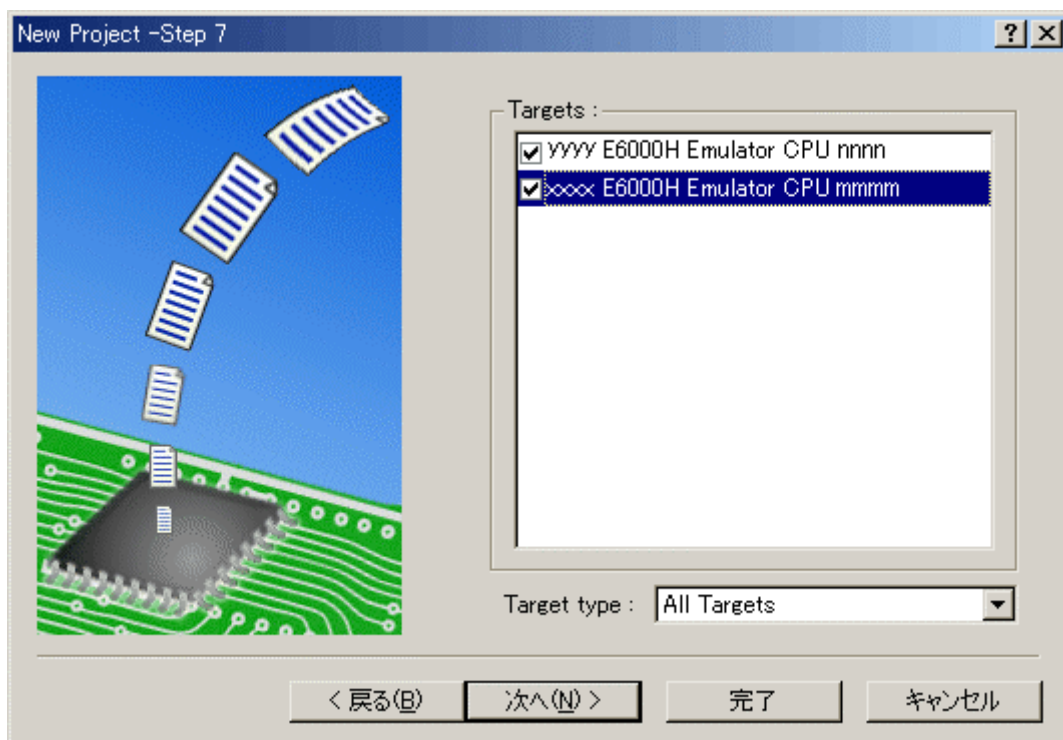 New Project -Step 7
Targets :
yyyy E6000H Emulator CPU nnnn
xxxx E6000H Emulator CPU mmmm
Target type : All Targets
< 戻る(B) 次へ(N) > 完了 キャンセル